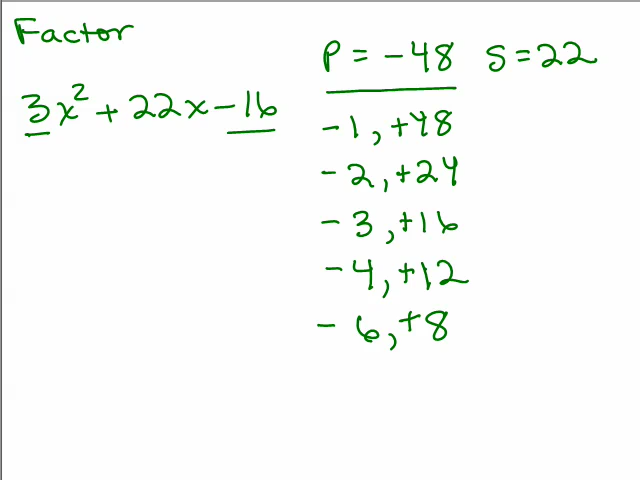 Factor
3x² + 22x - 16
P = -48 S = 22
-1, +48
-2, +24
-3, +16
-4, +12
-6, +8